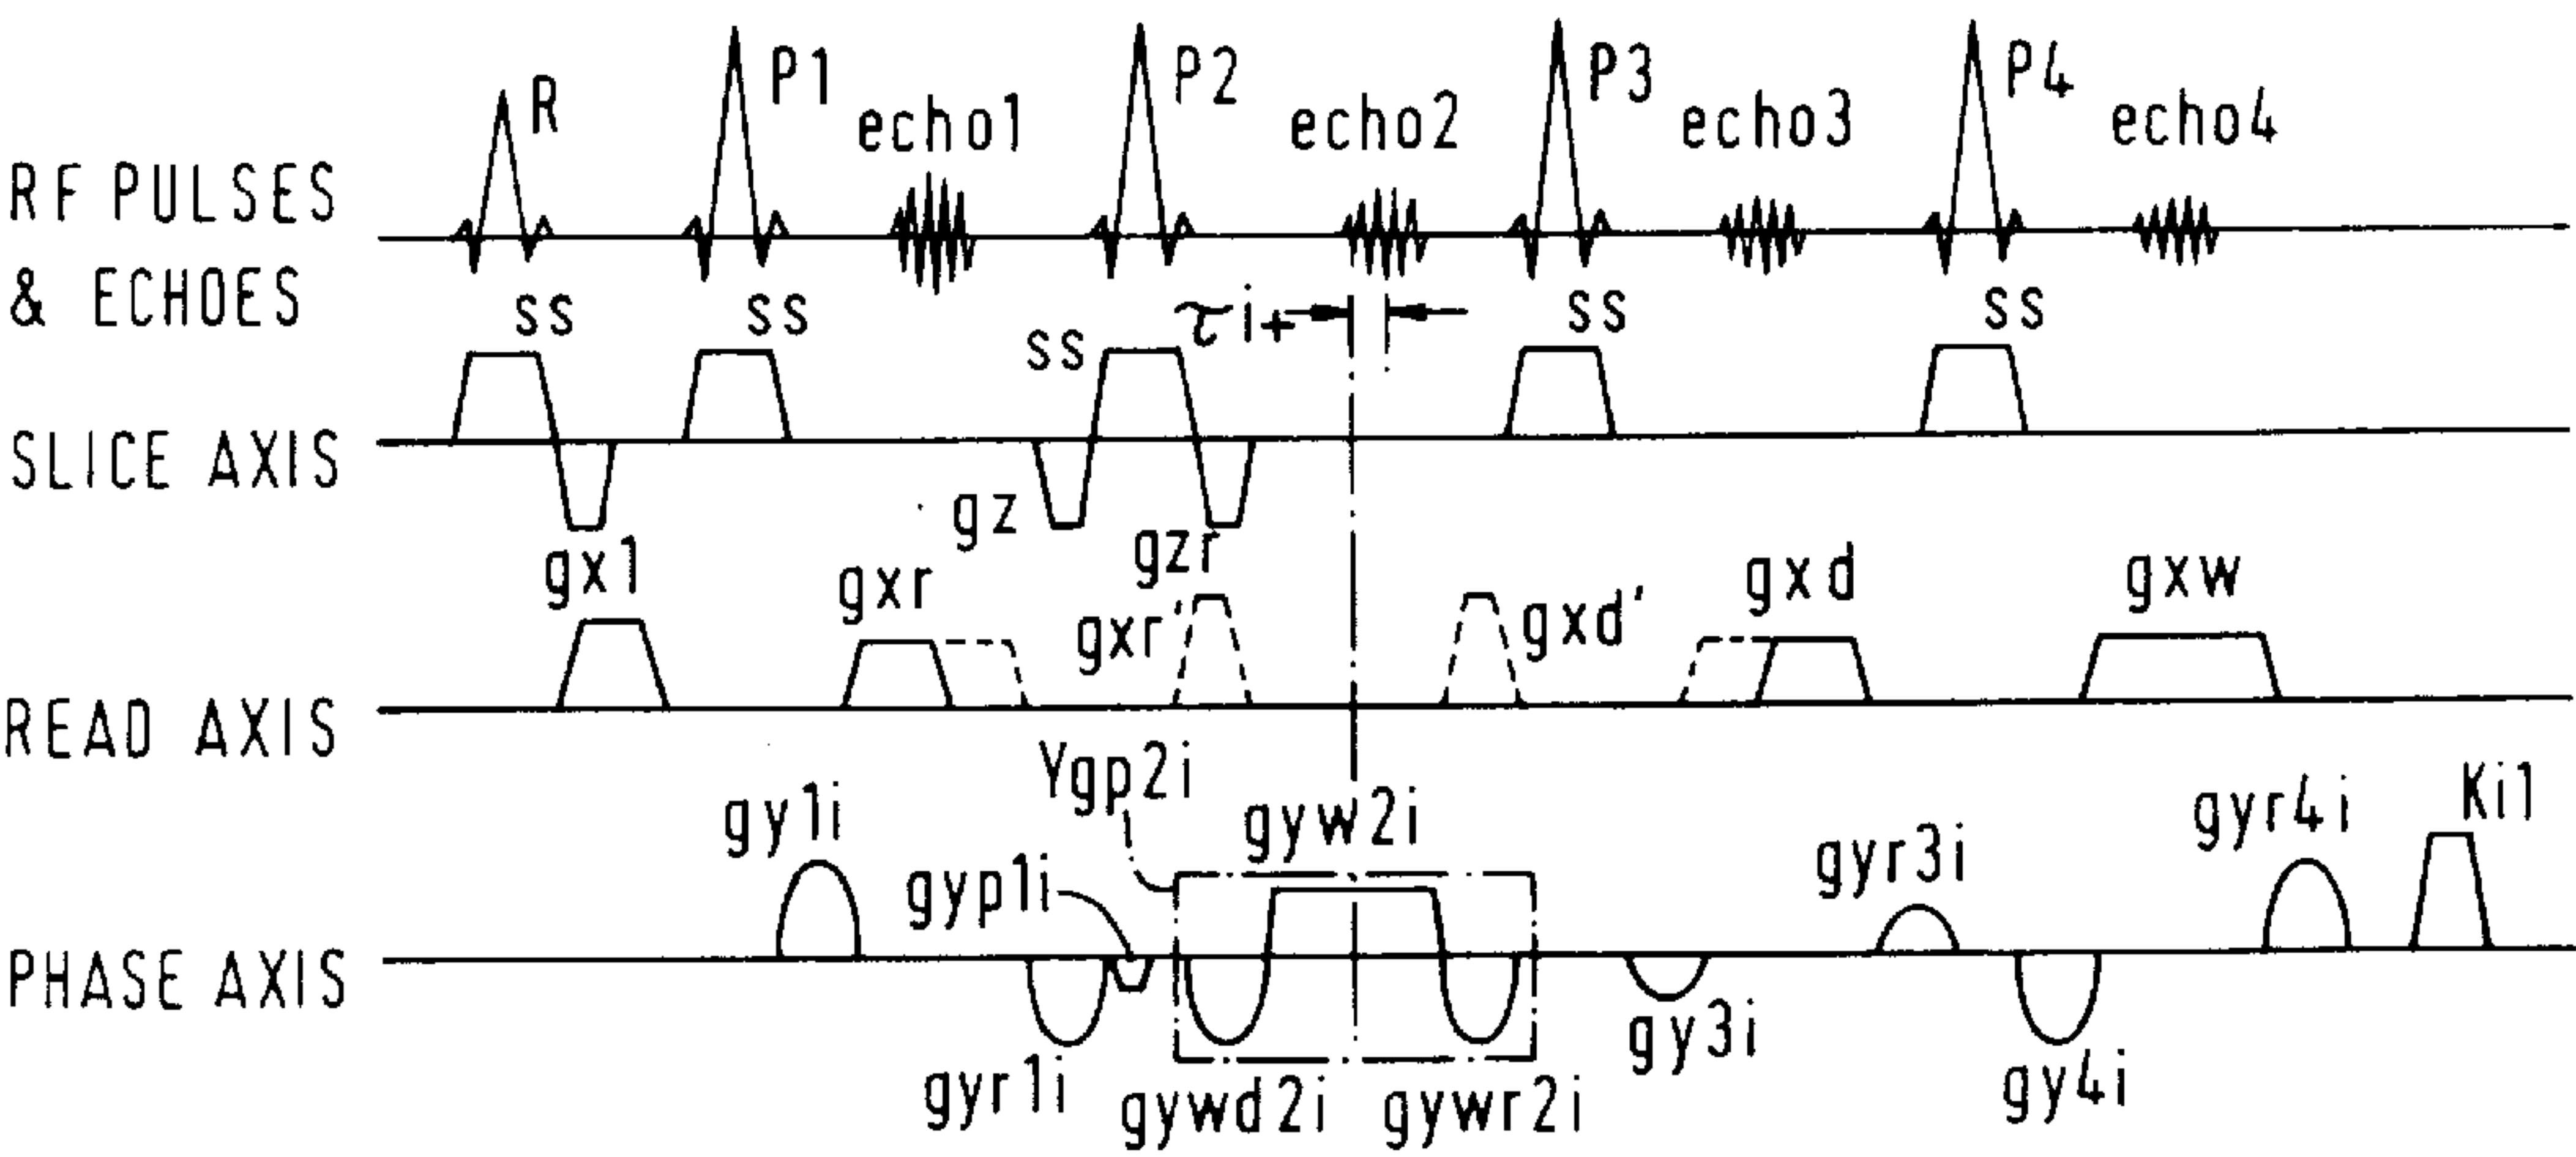 RF PULSES
& ECHOES
R
P1
echo1
P2
echo2
P3
echo3
P4
echo4
SLICE AXIS
ss
ss
ss
τi+
ss
ss
gz
gzr
READ AXIS
gx1
gxr
gxr'
gxd'
gxd
gxw
PHASE AXIS
gy1i
gyp1i
gyr1i
Ygp2i
gyw2i
gywd2i
gywr2i
gy3i
gyr3i
gy4i
gyr4i
Ki1